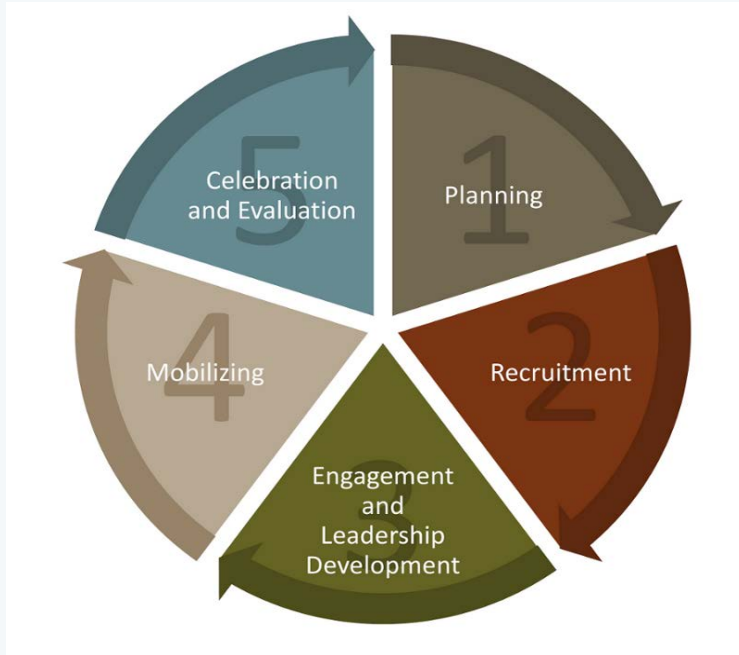 1
Planning
2
Recruitment
3
Engagement
and
Leadership
Development
4
Mobilizing
5
Celebration
and Evaluation